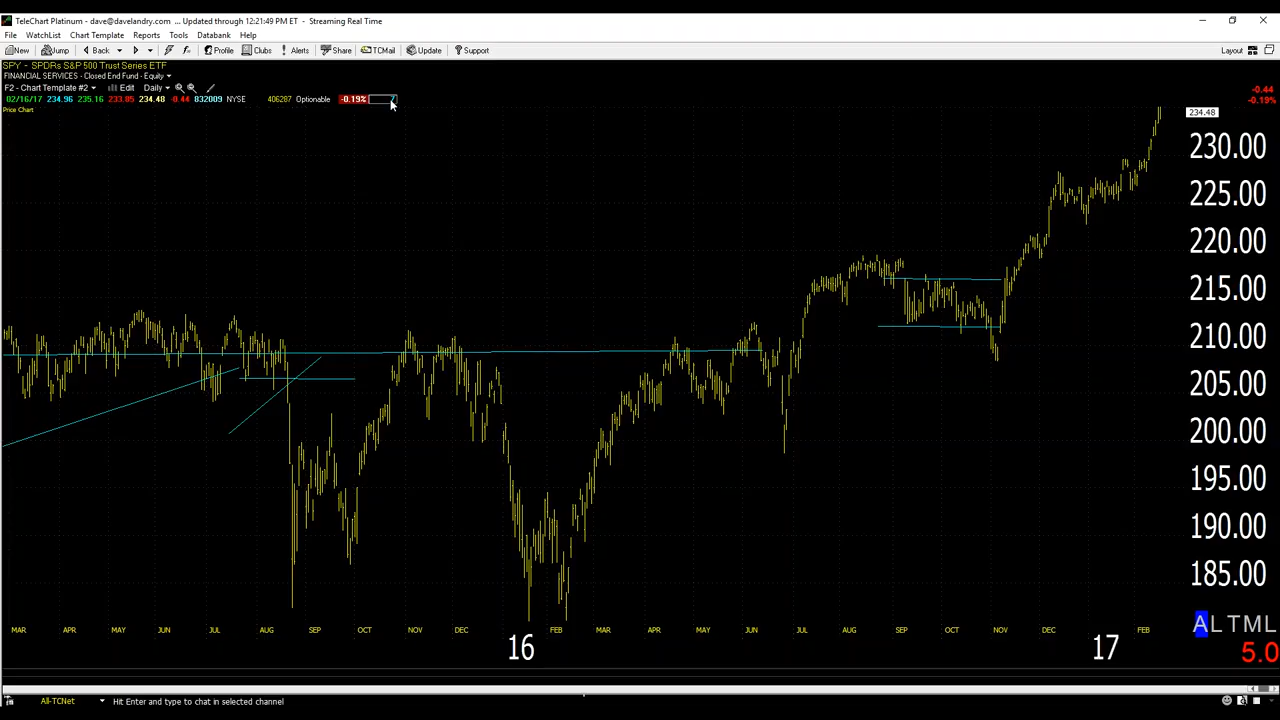 TeleChart Platinum - dave@davelandry.com ... Updated through 12:21:49 PM ET - Streaming Real Time
File WatchList Chart Template Reports Tools Databank Help
New Jump Back Profile Clubs Alerts Share TCMail Update Support Layout
SPY - SPDRs S&P 500 Trust Series ETF
FINANCIAL SERVICES - Closed End Fund - Equity
F2 - Chart Template #2 Edit Daily
-0.44
02/16/17 234.96 235.16 233.85 234.48 -0.44 832009 NYSE 406287 Optionable -0.19%
-0.19%
Price Chart
234.48
230.00
225.00
220.00
215.00
210.00
205.00
200.00
195.00
190.00
185.00
MAR APR MAY JUN JUL AUG SEP OCT NOV DEC FEB MAR APR MAY JUN JUL AUG SEP OCT NOV DEC FEB
16 17
ALTML
5.0
All-TCNet Hit Enter and type to chat in selected channel